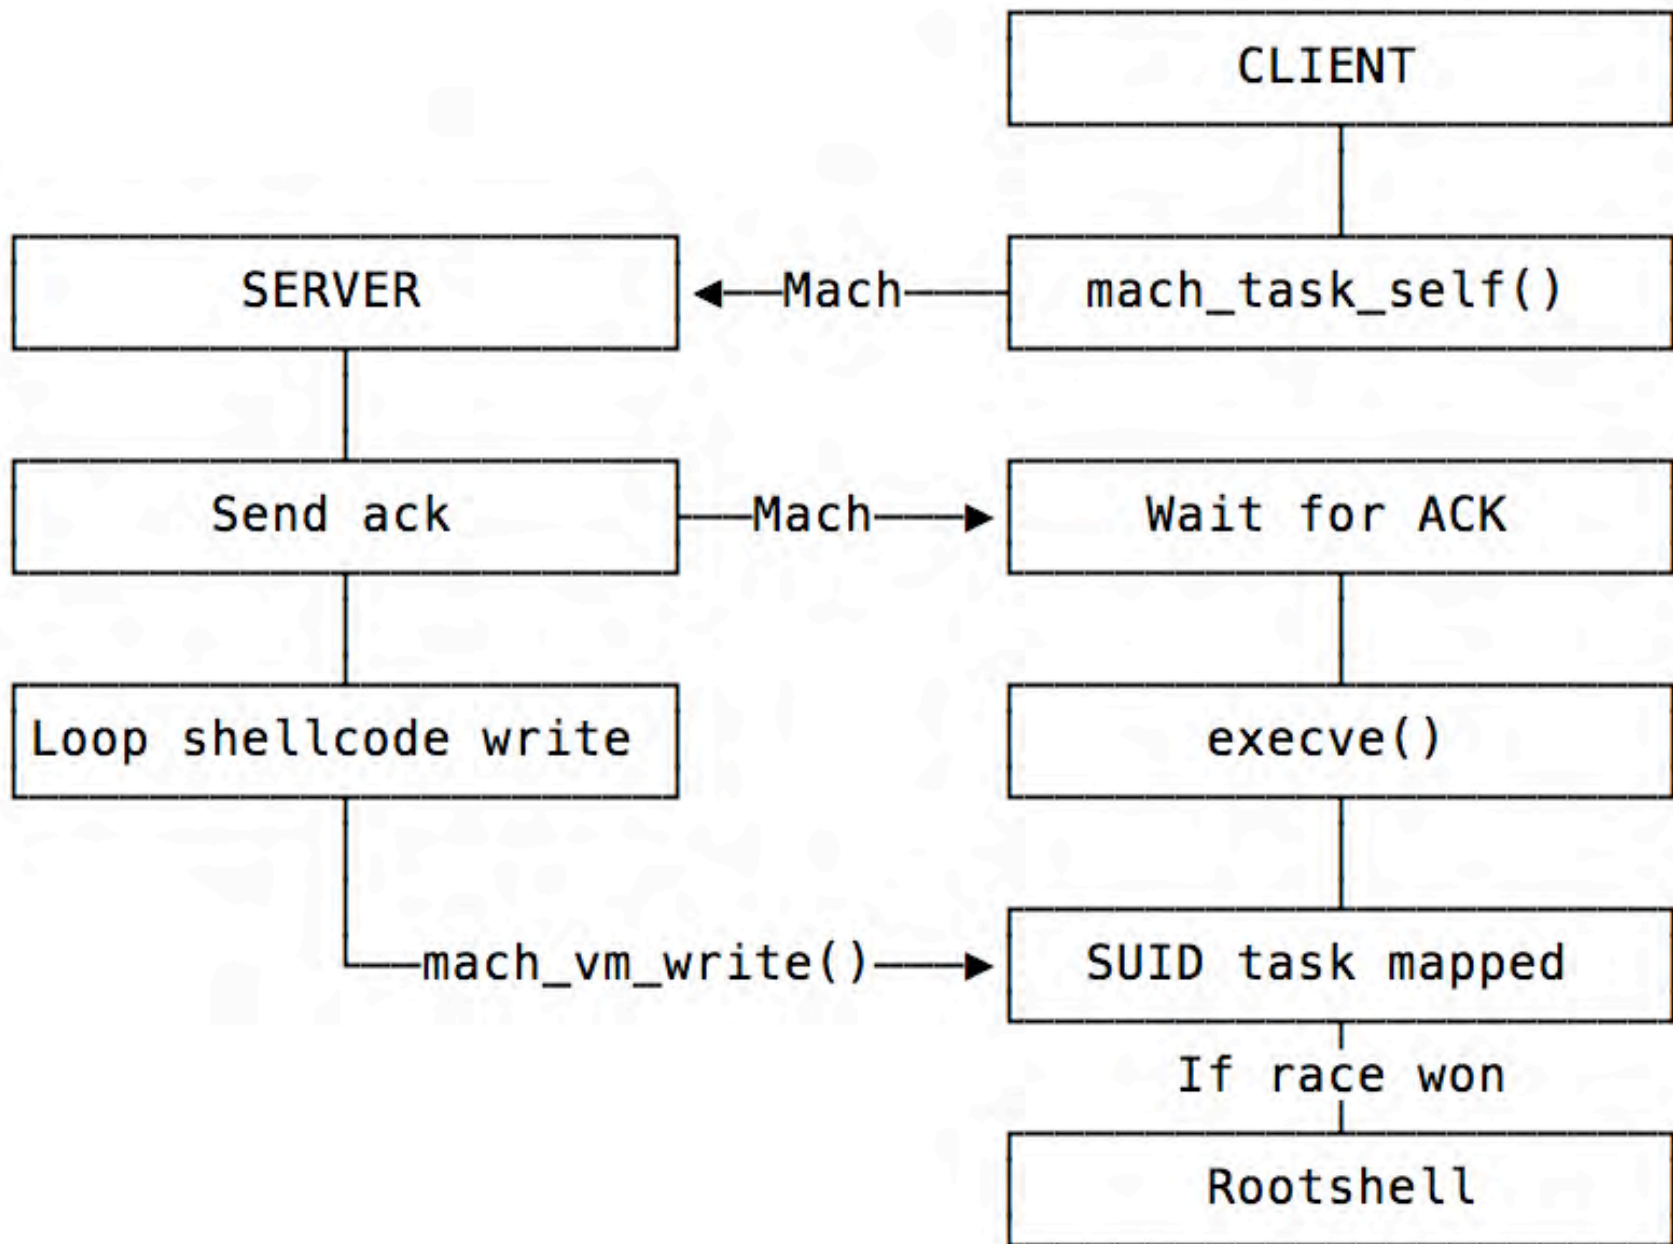 CLIENT
SERVER
Mach
mach_task_self()
Send ack
Mach
Wait for ACK
Loop shellcode write
execve()
mach_vm_write()
SUID task mapped
If race won
Rootshell